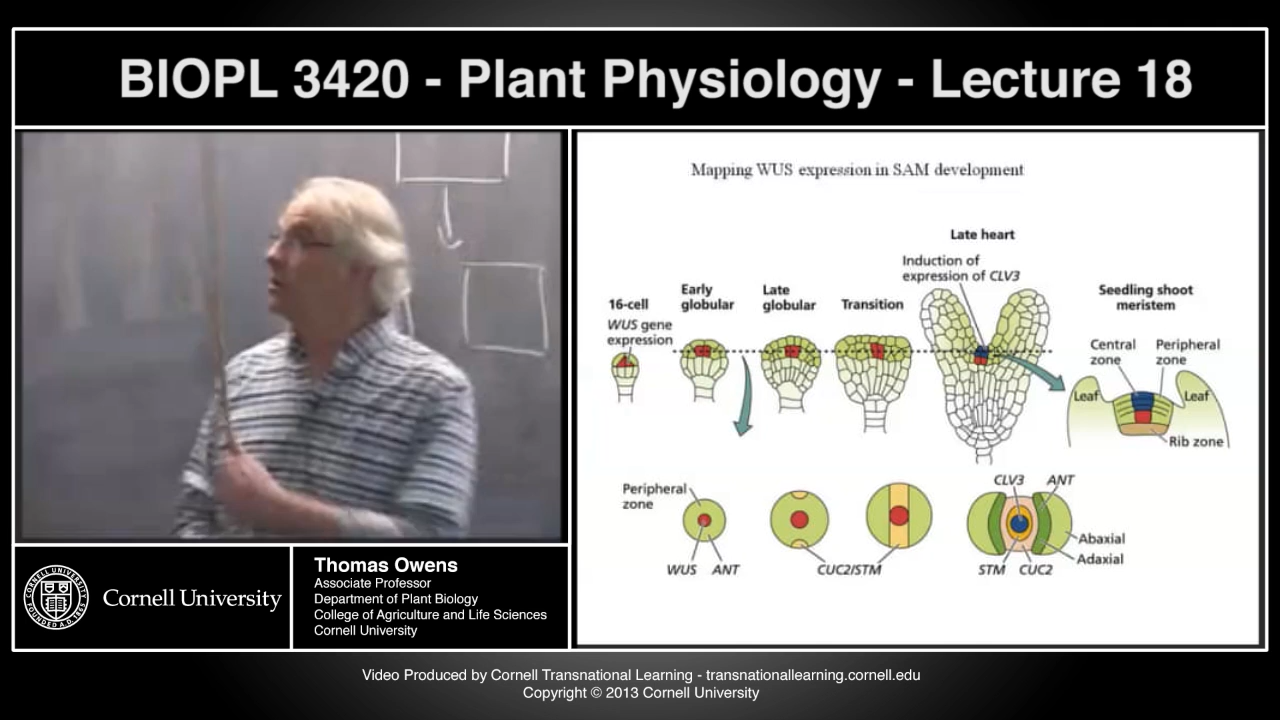 BIOPL 3420 - Plant Physiology - Lecture 18
Mapping WUS expression in SAM development
Late heart
Induction of
expression of CLV3
16-cell
Early
globular
Late
globular
Transition
Seedling shoot
meristem
WUS gene
expression
Central
zone
Peripheral
zone
Leaf
Leaf
Rib zone
Peripheral
zone
CLV3
ANT
Abaxial
Adaxial
WUS
ANT
CUC2/STM
STM
CUC2
CORNELL UNIVERSITY
FOUNDED A.D. 1865
Cornell University
Thomas Owens
Associate Professor
Department of Plant Biology
College of Agriculture and Life Sciences
Cornell University
Video Produced by Cornell Transnational Learning - transnationallearning.cornell.edu
Copyright © 2013 Cornell University